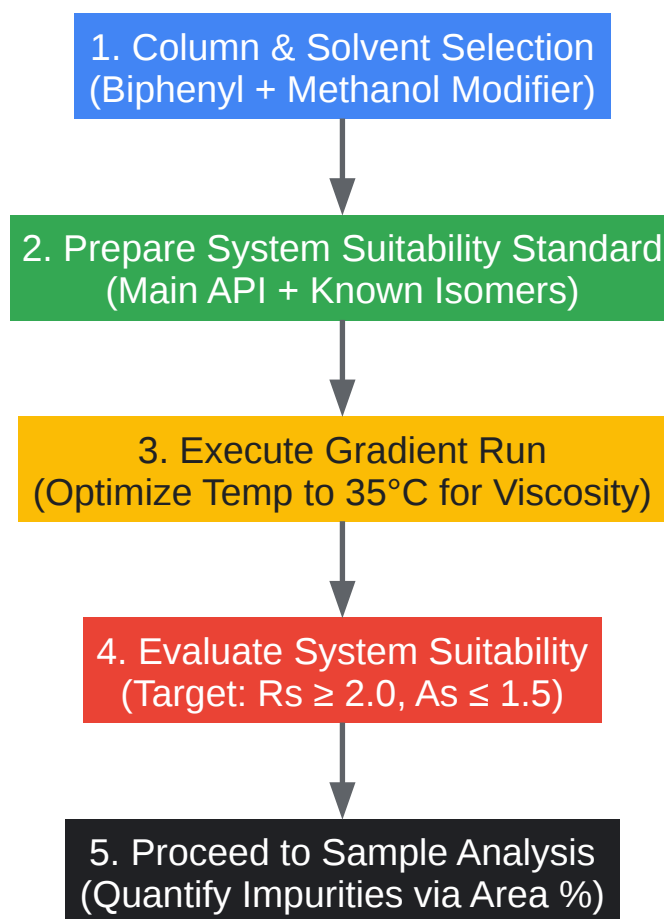 1. Column & Solvent Selection
(Biphenyl + Methanol Modifier)
2. Prepare System Suitability Standard
(Main API + Known Isomers)
3. Execute Gradient Run
(Optimize Temp to 35°C for Viscosity)
4. Evaluate System Suitability
(Target: Rs ≥ 2.0, As ≤ 1.5)
5. Proceed to Sample Analysis
(Quantify Impurities via Area %)